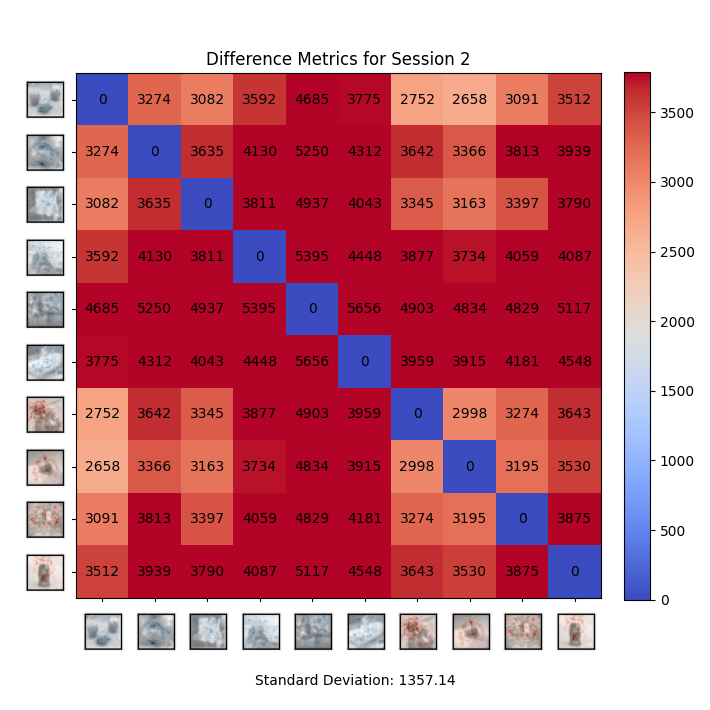 Difference Metrics for Session 2
0 3274 3082 3592 4685 3775 2752 2658 3091 3512
3274 0 3635 4130 5250 4312 3642 3366 3813 3939
3082 3635 0 3811 4937 4043 3345 3163 3397 3790
3592 4130 3811 0 5395 4448 3877 3734 4059 4087
4685 5250 4937 5395 0 5656 4903 4834 4829 5117
3775 4312 4043 4448 5656 0 3959 3915 4181 4548
2752 3642 3345 3877 4903 3959 0 2998 3274 3643
2658 3366 3163 3734 4834 3915 2998 0 3195 3530
3091 3813 3397 4059 4829 4181 3274 3195 0 3875
3512 3939 3790 4087 5117 4548 3643 3530 3875 0
3500
3000
2500
2000
1500
1000
500
0
Standard Deviation: 1357.14